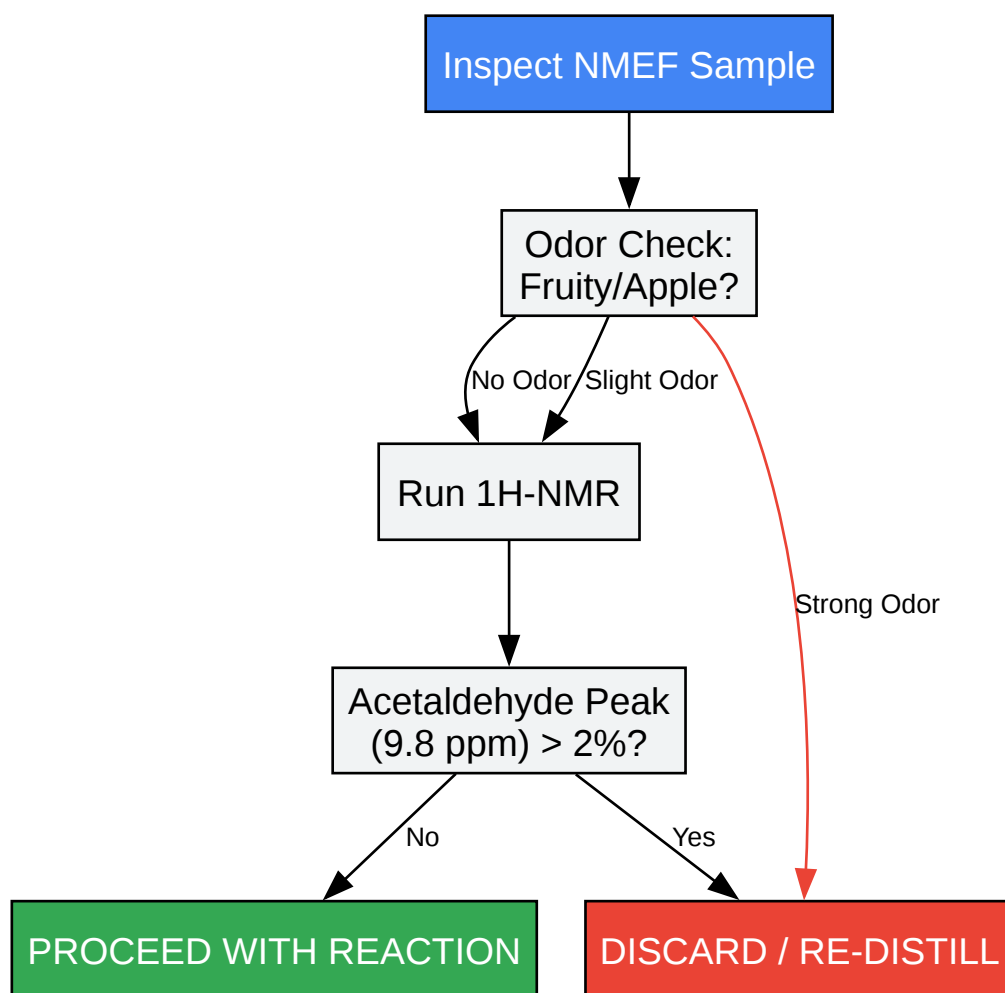 Inspect NMEF Sample
Odor Check:
Fruity/Apple?
No Odor
Slight Odor
Run 1H-NMR
Strong Odor
Acetaldehyde Peak
(9.8 ppm) > 2%?
No
Yes
PROCEED WITH REACTION
DISCARD / RE-DISTILL